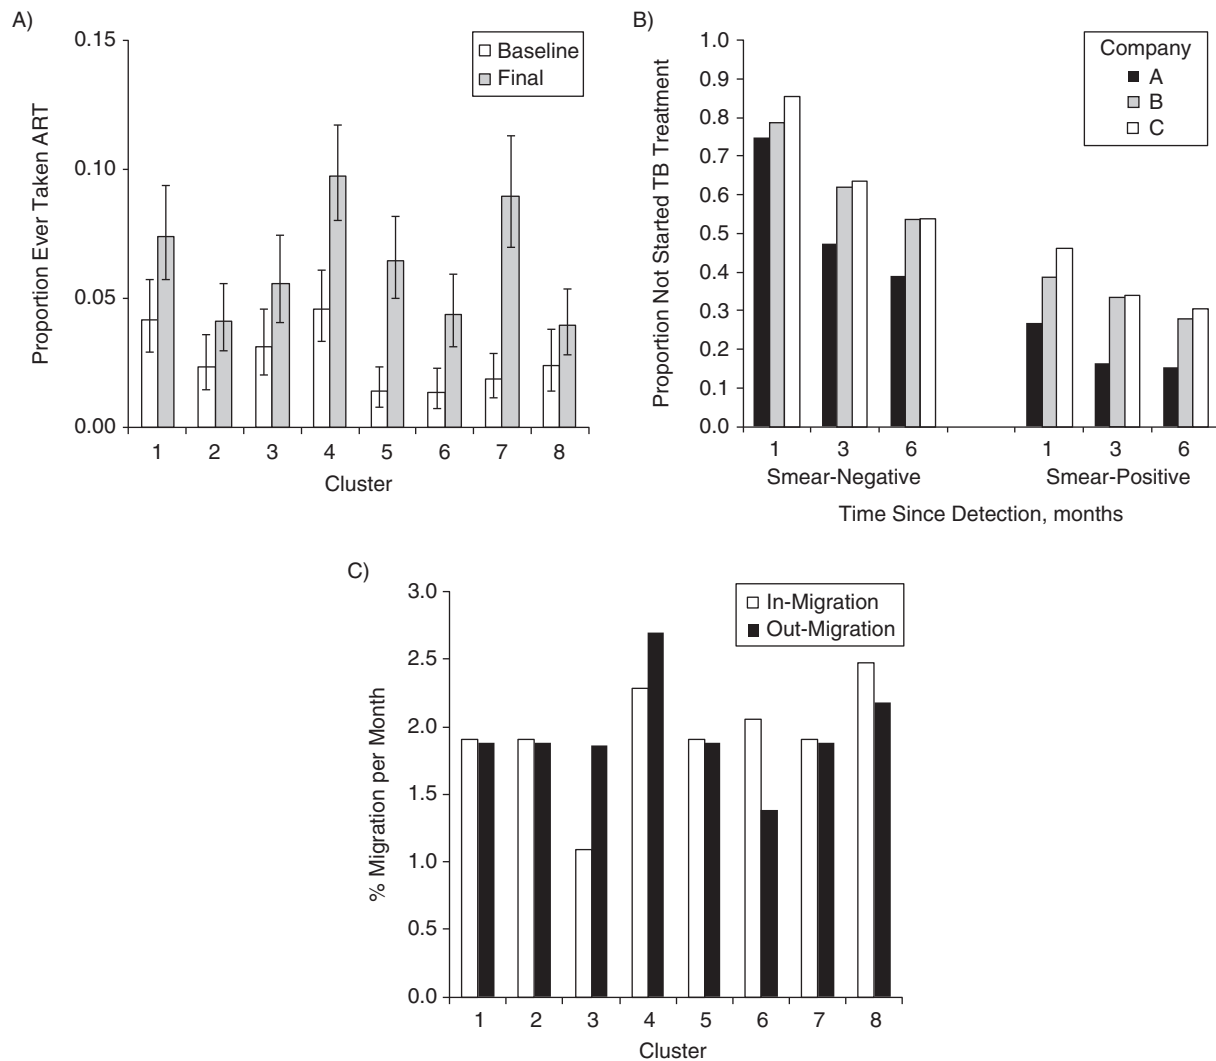 A)
0.15
0.10
0.05
0.00
Proportion Ever Taken ART
Baseline
Final
1 2 3 4 5 6 7 8
Cluster
B)
1.0
0.9
0.8
0.7
0.6
0.5
0.4
0.3
0.2
0.1
0.0
Proportion Not Started TB Treatment
Company
A
B
C
1 3 6 1 3 6
Smear-Negative Smear-Positive
Time Since Detection, months
C)
3.0
2.5
2.0
1.5
1.0
0.0
% Migration per Month
In-Migration
Out-Migration
1 2 3 4 5 6 7 8
Cluster